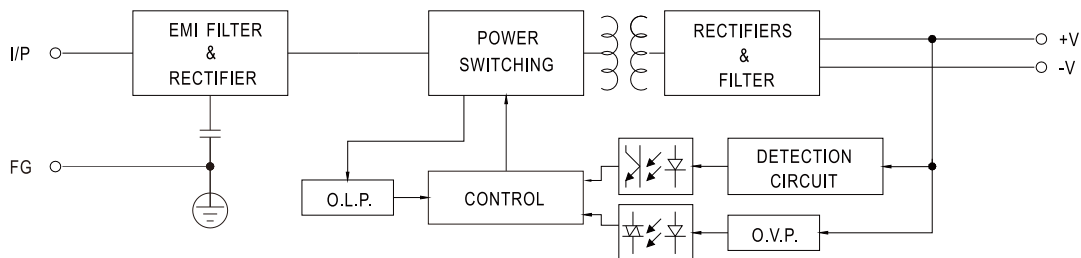 I/P
EMI FILTER
&
RECTIFIER
POWER
SWITCHING
RECTIFIERS
&
FILTER
+V
-V
FG
O.L.P.
CONTROL
DETECTION
CIRCUIT
O.V.P.